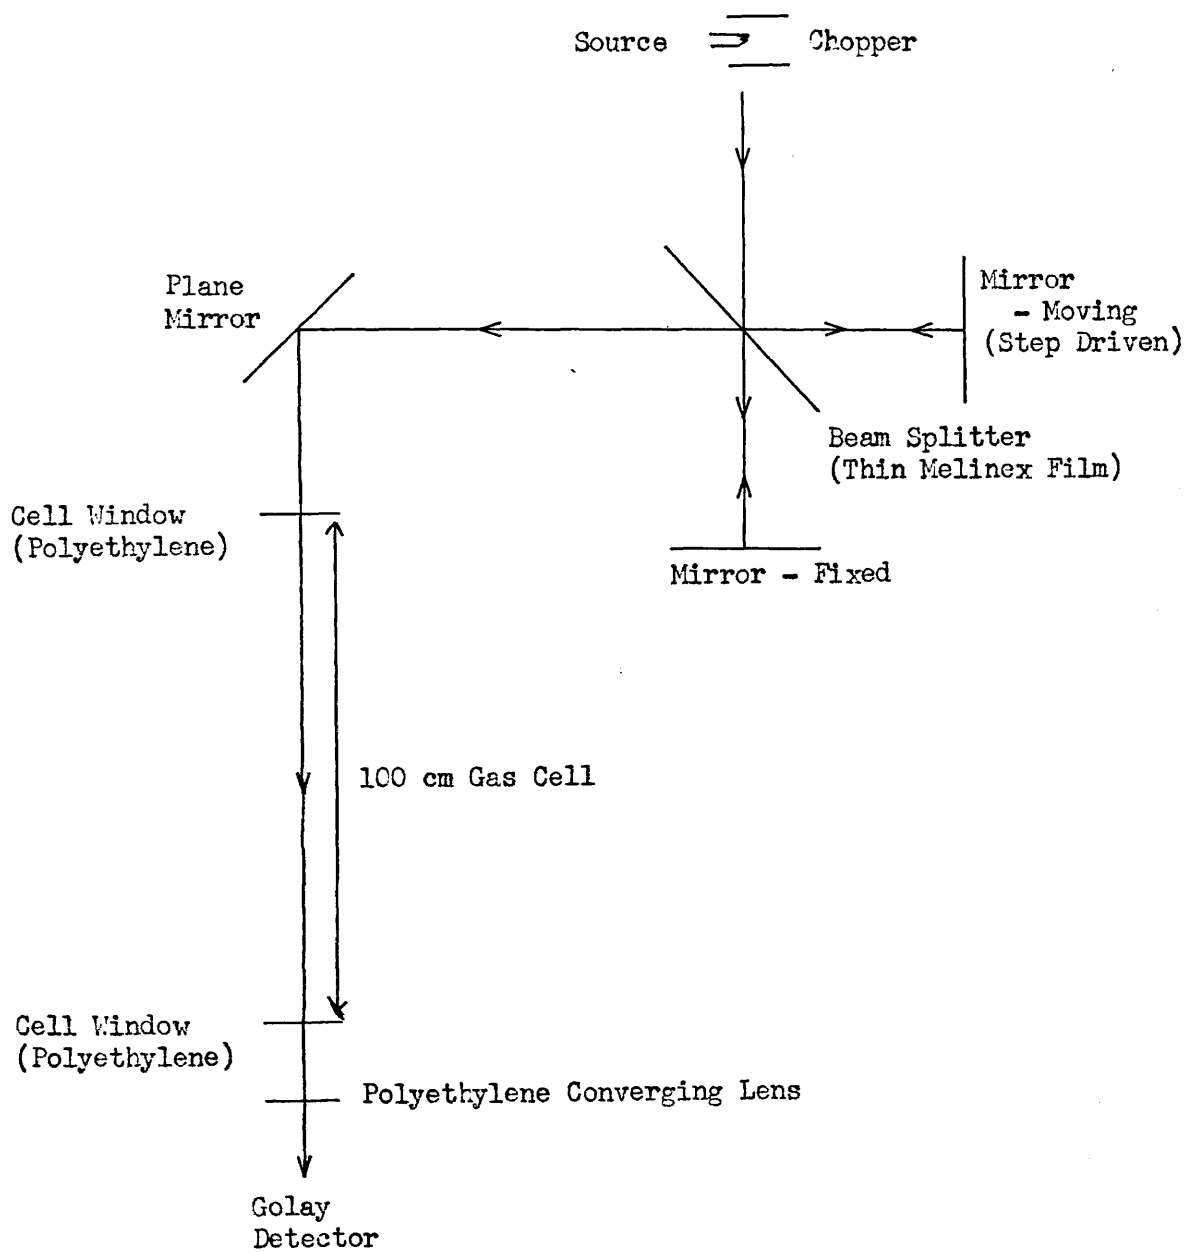 Source
Chopper
Plane
Mirror
Mirror
- Moving
(Step Driven)
Beam Splitter
(Thin Melinex Film)
Cell Window
(Polyethylene)
Mirror - Fixed
100 cm Gas Cell
Cell Window
(Polyethylene)
Polyethylene Converging Lens
Golay
Detector